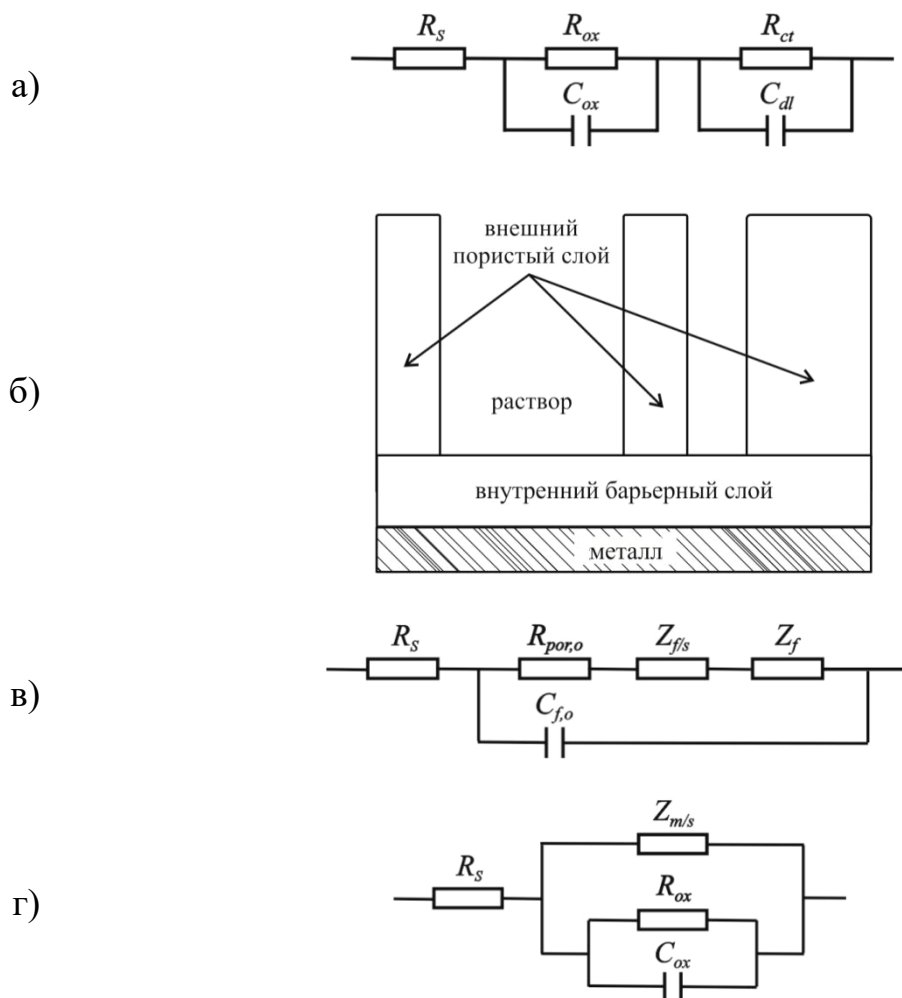 а)
R_s R_ox R_ct
C_ox C_dl
б)
внешний
пористый слой
раствор
внутренний барьерный слой
металл
в)
R_s R_por,o Z_f/s Z_f
C_f,o
г)
Z_m/s
R_s
R_ox
C_ox